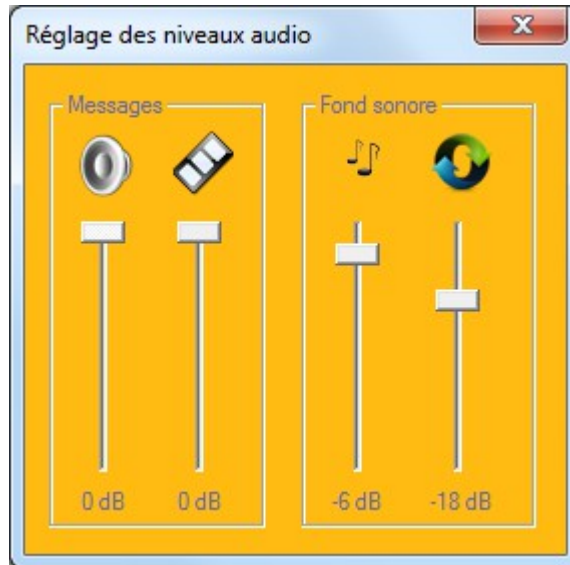 Réglage des niveaux audio
Messages
Fond sonore
0 dB
0 dB
-6 dB
-18 dB